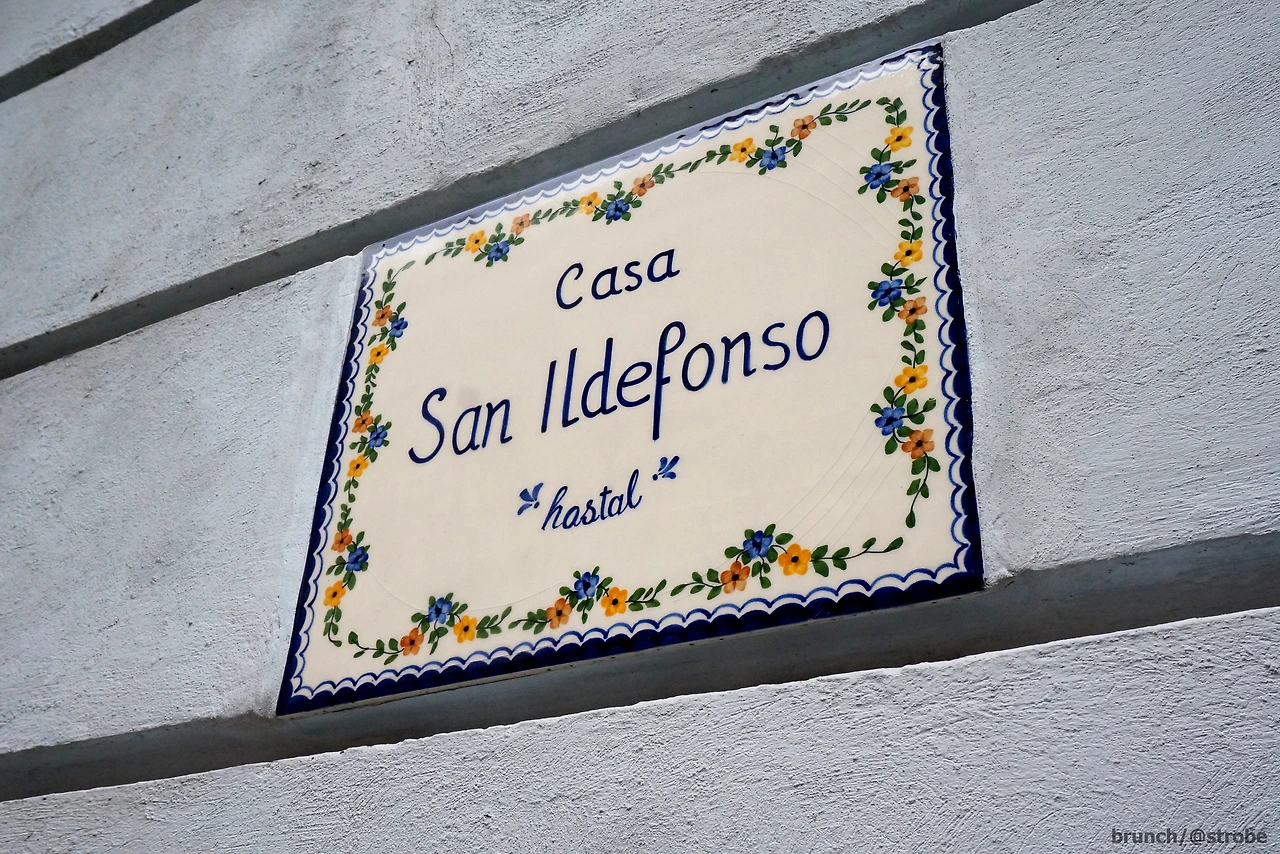 Casa
San Ildefonso
hostal
brunch/@strobe